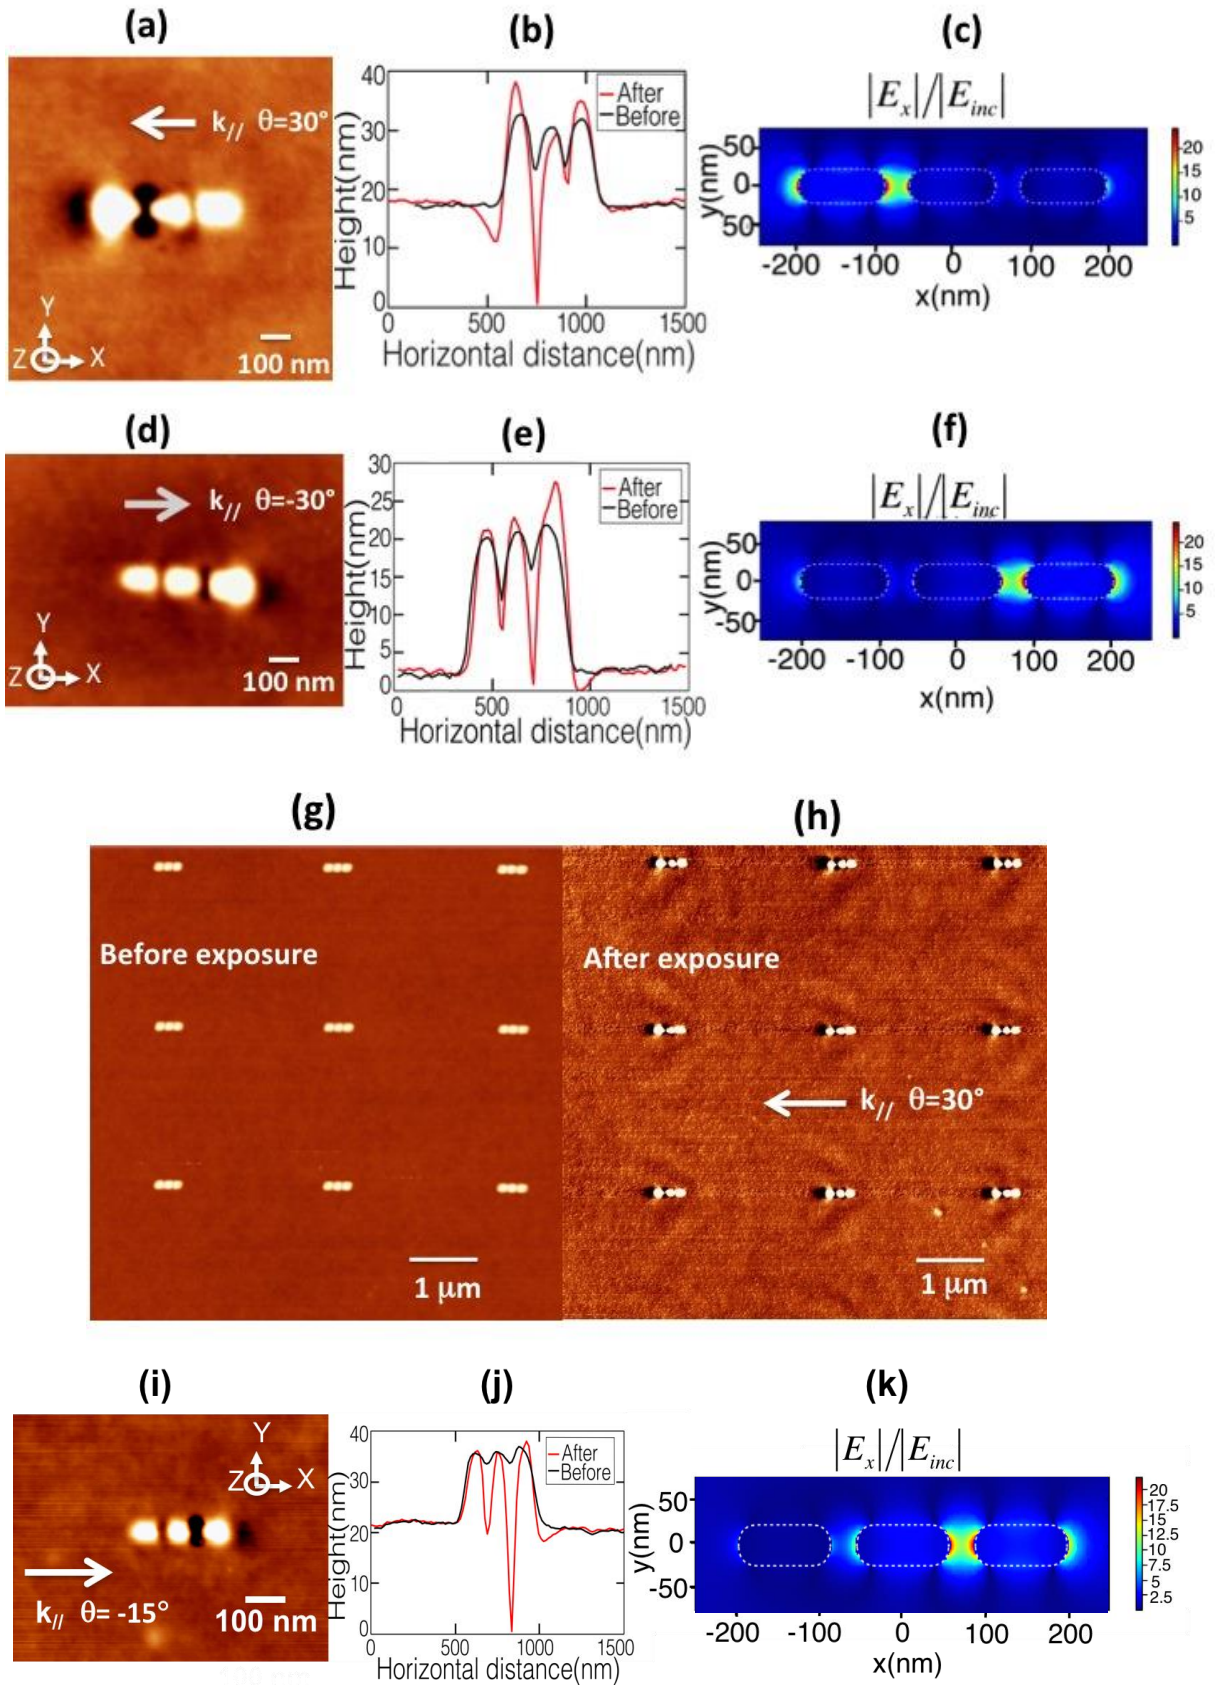 (a)
(b)
(c)
k// θ=30°
Y
Z
X
100 nm
40
30
20
10
0
0
500
1000
1500
Height(nm)
Horizontal distance(nm)
After
Before
|Ex|/|Einc|
50
0
50
y(nm)
-200
-100
0
100
200
x(nm)
20
15
10
5
(d)
(e)
(f)
k// θ=-30°
Y
Z
X
100 nm
30
25
20
15
10
5
0
0
500
1000
1500
Height(nm)
Horizontal distance(nm)
After
Before
|Ex|/|Einc|
50
0
-50
y(nm)
-200
-100
0
100
200
x(nm)
20
15
10
5
(g)
(h)
Before exposure
After exposure
k// θ=30°
1 μm
1 μm
(i)
(j)
(k)
Y
Z
X
k// θ= -15°
100 nm
40
30
20
10
0
0
500
1000
1500
Height(nm)
Horizontal distance(nm)
After
Before
|Ex|/|Einc|
50
0
-50
y(nm)
-200
-100
0
100
200
x(nm)
20
17.5
15
12.5
10
7.5
5
2.5